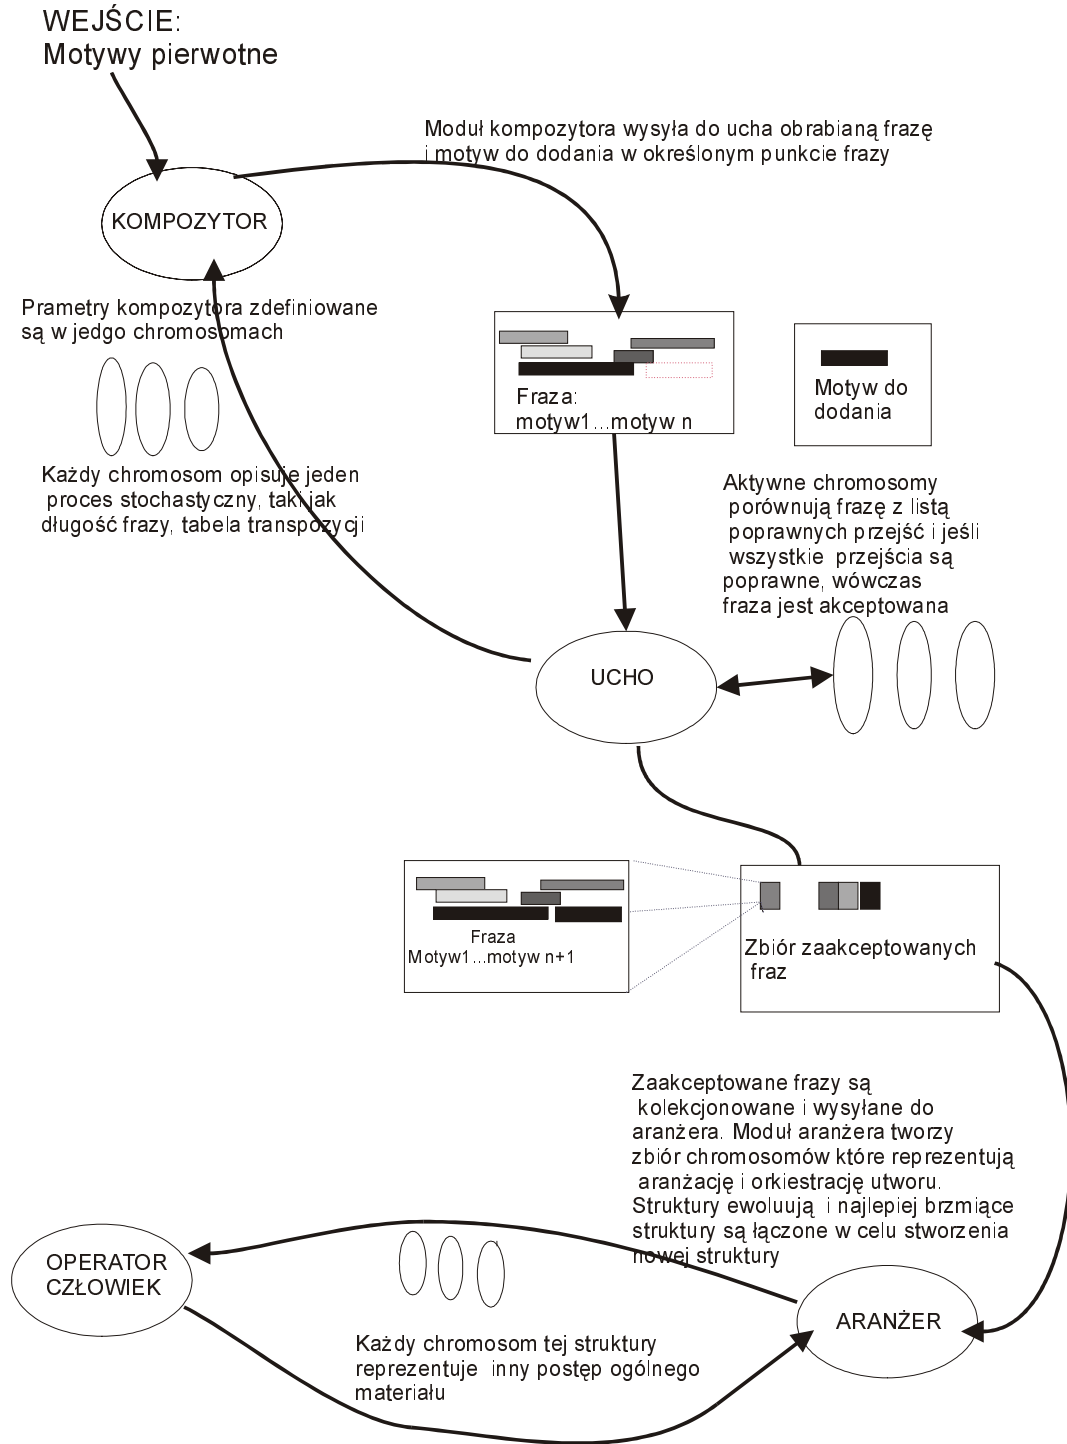 WEJŚCIE:
Motywy pierwotne
Moduł kompozytora wysyła do ucha obrabianą frazę
i motyw do dodania w określonym punkcie frazy
KOMPOZYTOR
Prametry kompozytora zdefiniowane
są w jedgo chromosomach
Fraza:
motyw1...motyw n
Motyw do
dodania
Każdy chromosom opisuje jeden
proces stochastyczny, taki jak
długość frazy, tabela transpozycji
Aktywne chromosomy
porównują frazę z listą
poprawnych przejść i jeśli
wszystkie przejścia są
poprawne, wówczas
fraza jest akceptowana
UCHO
Fraza
Motyw1...motyw n+1
Zbiór zaakceptowanych
fraz
Zaakceptowane frazy są
kolekcjonowane i wysyłane do
aranżera. Moduł aranżera tworzy
zbiór chromosomów które reprezentują
aranżację i orkiestrację utworu.
Struktury ewoluują i najlepiej brzmiące
struktury są łączone w celu stworzenia
nowej struktury
OPERATOR
CZŁOWIEK
ARANŻER
Każdy chromosom tej struktury
reprezentuje inny postęp ogólnego
materiału